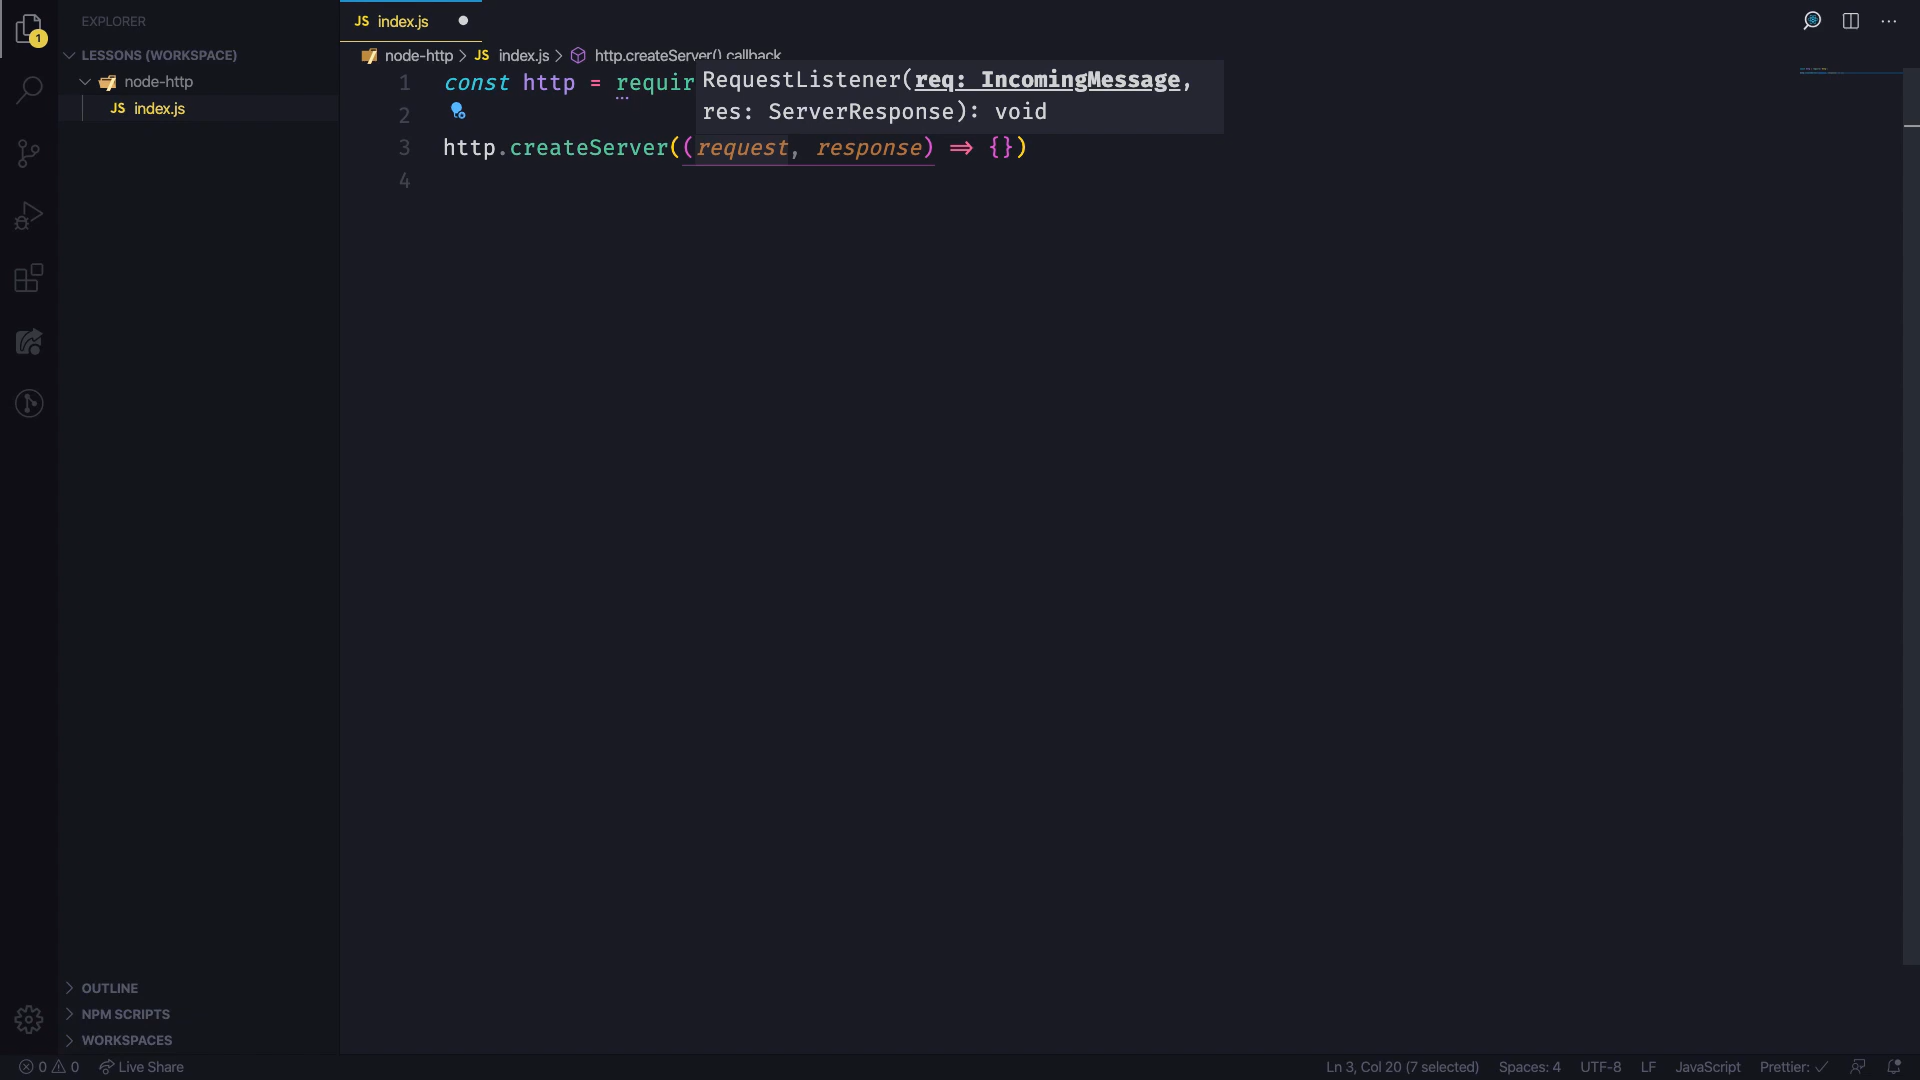 1
EXPLORER
LESSONS (WORKSPACE)
node-http
JS index.js
OUTLINE
NPM SCRIPTS
WORKSPACES
JS index.js
node-http > JS index.js > http.createServer() callback
1 const http = requir
RequestListener(req: IncomingMessage,
res: ServerResponse): void
2
3 http.createServer((request, response) => {})
4
0 0 Live Share
Ln 3, Col 20 (7 selected) Spaces: 4 UTF-8 LF JavaScript Prettier: ✓